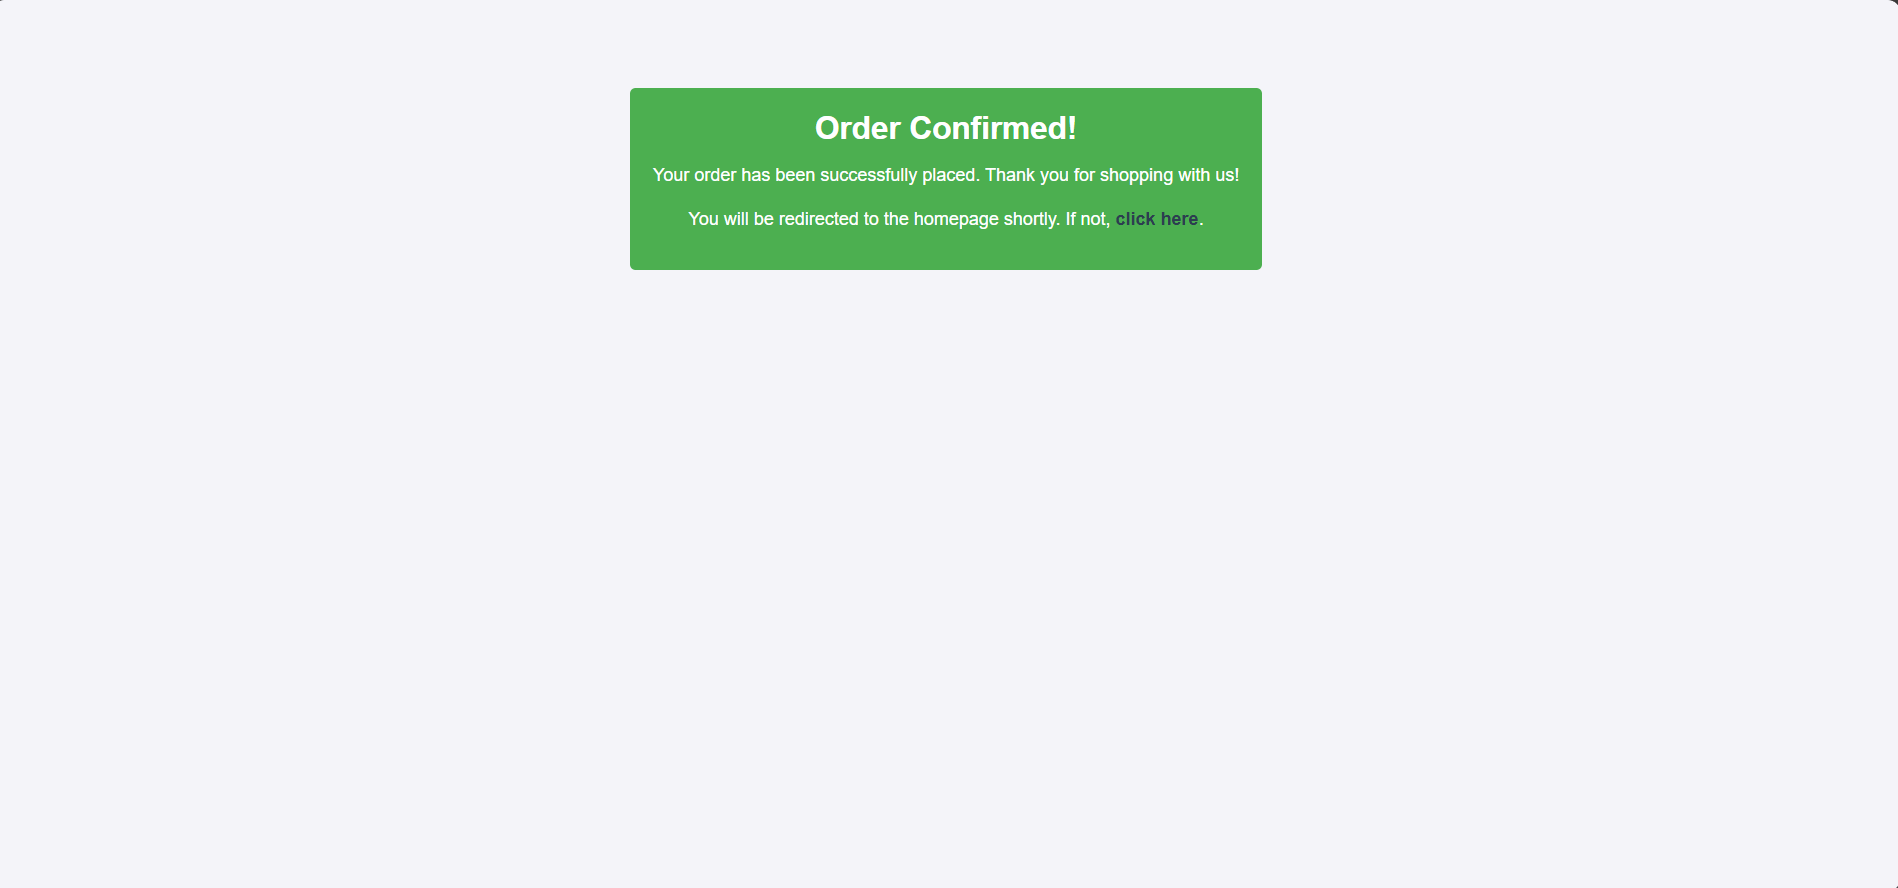 Order Confirmed!
Your order has been successfully placed. Thank you for shopping with us!
You will be redirected to the homepage shortly. If not, click here.